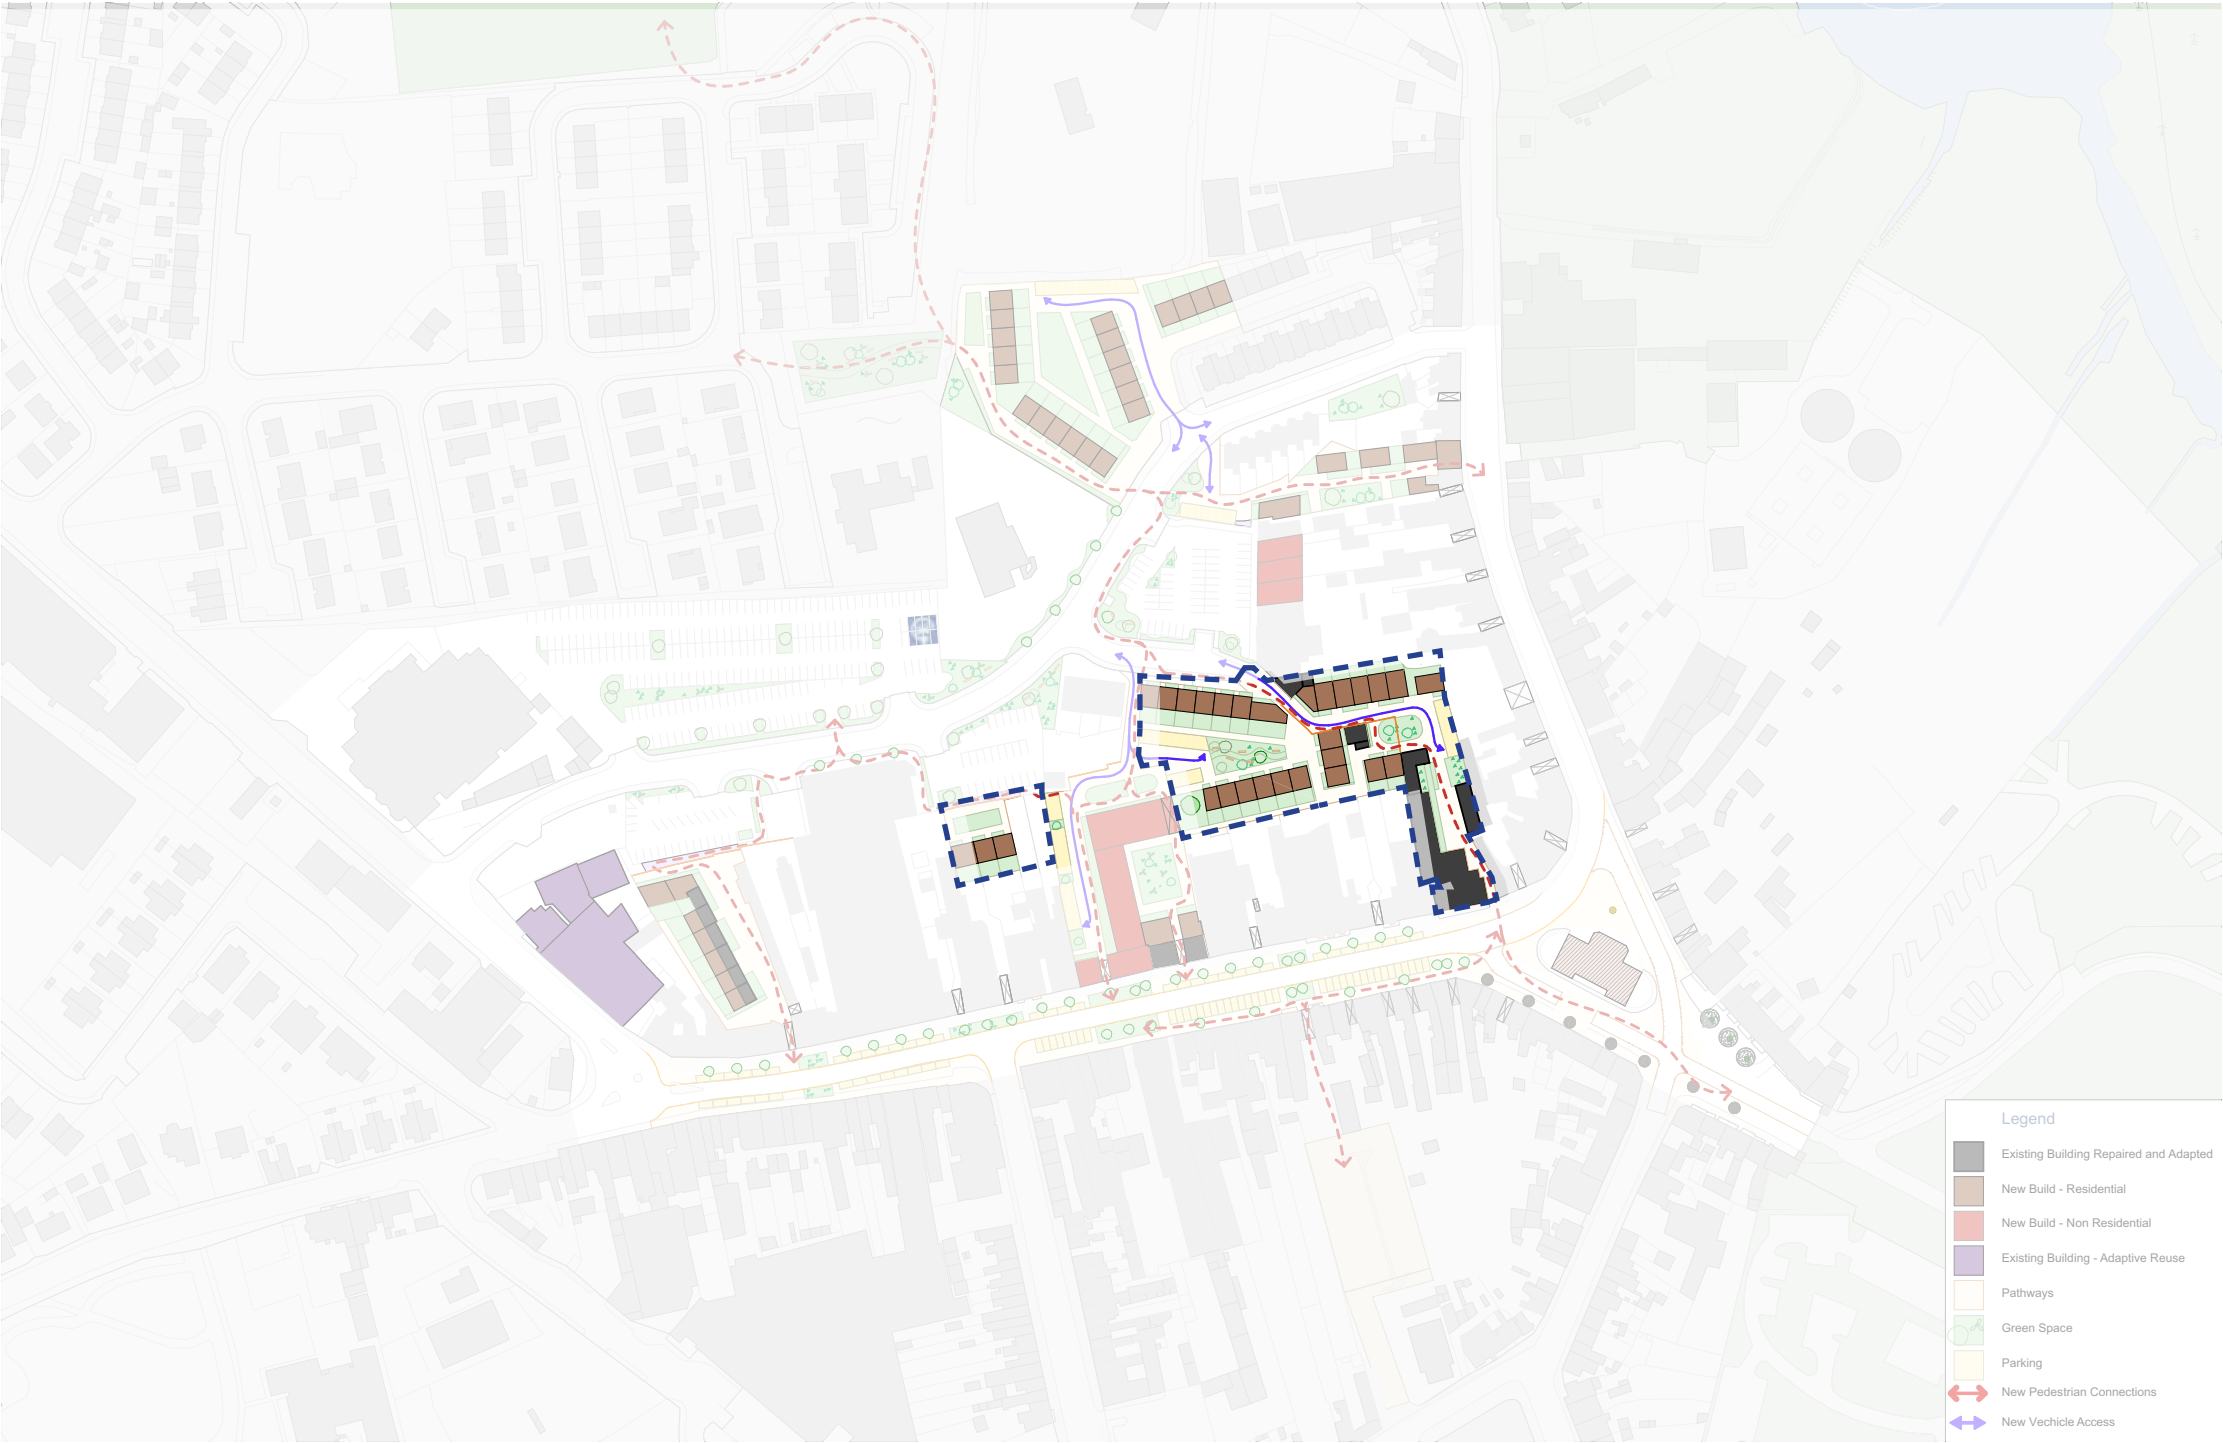 Legend
Existing Building Repaired and Adapted
New Build - Residential
New Build - Non Residential
Existing Building - Adaptive Reuse
Pathways
Green Space
Parking
New Pedestrian Connections
New Vechicle Access